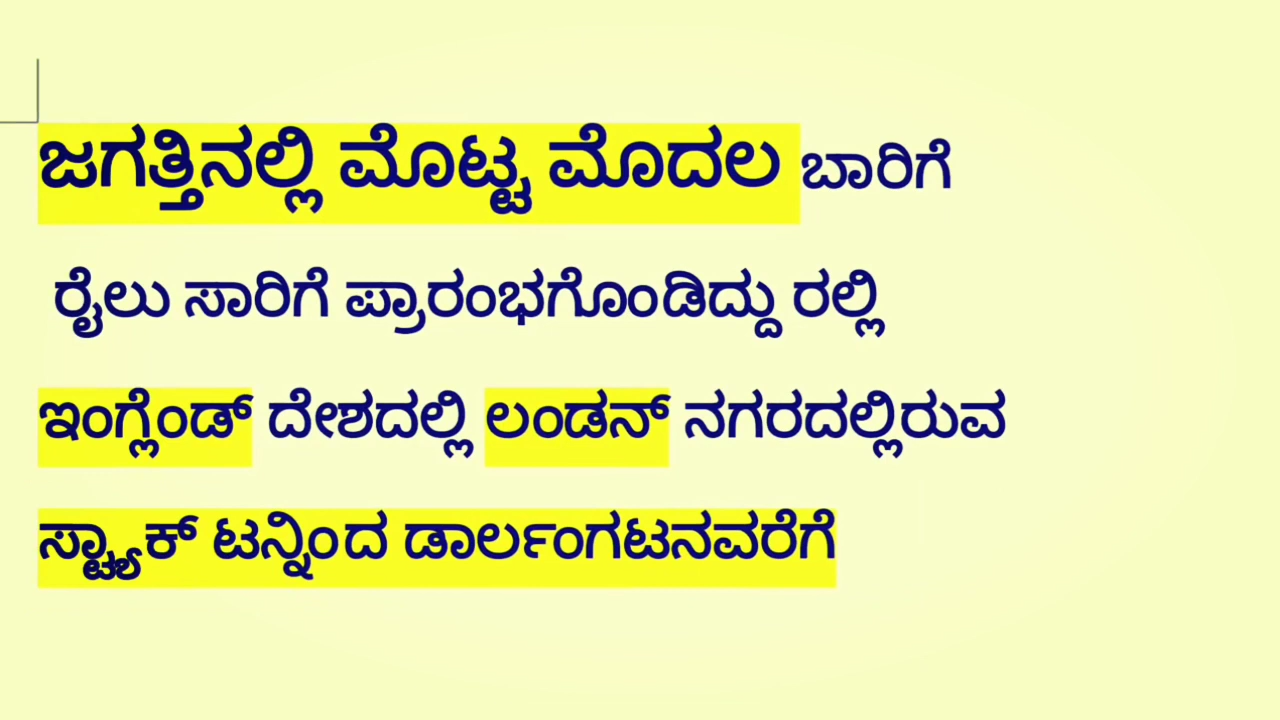 ಜಗತ್ತಿನಲ್ಲಿ ಮೊಟ್ಟ ಮೊದಲ ಬಾರಿಗೆ
ರೈಲು ಸಾರಿಗೆ ಪ್ರಾರಂಭಗೊಂಡಿದ್ದು ರಲ್ಲಿ
ಇಂಗ್ಲೆಂಡ್ ದೇಶದಲ್ಲಿ ಲಂಡನ್ ನಗರದಲ್ಲಿರುವ
ಸ್ಟ್ಯಾಕ್ ಟನ್ನಿಂದ ಡಾರ್ಲಂಗಟನವರೆಗೆ